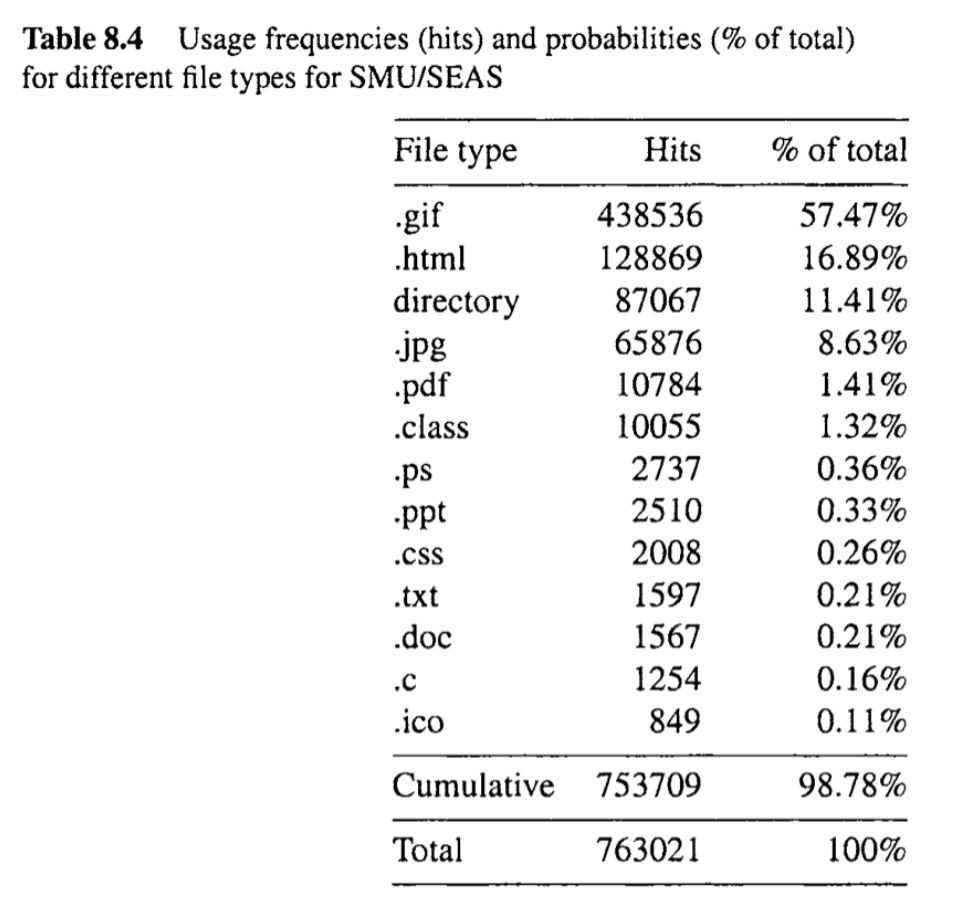 Table 8.4 Usage frequencies (hits) and probabilities (% of total)
for different file types for SMU/SEAS
File type Hits % of total
.gif 438536 57.47%
.html 128869 16.89%
directory 87067 11.41%
.jpg 65876 8.63%
.pdf 10784 1.41%
.class 10055 1.32%
.ps 2737 0.36%
.ppt 2510 0.33%
.css 2008 0.26%
.txt 1597 0.21%
.doc 1567 0.21%
.c 1254 0.16%
.ico 849 0.11%
Cumulative 753709 98.78%
Total 763021 100%